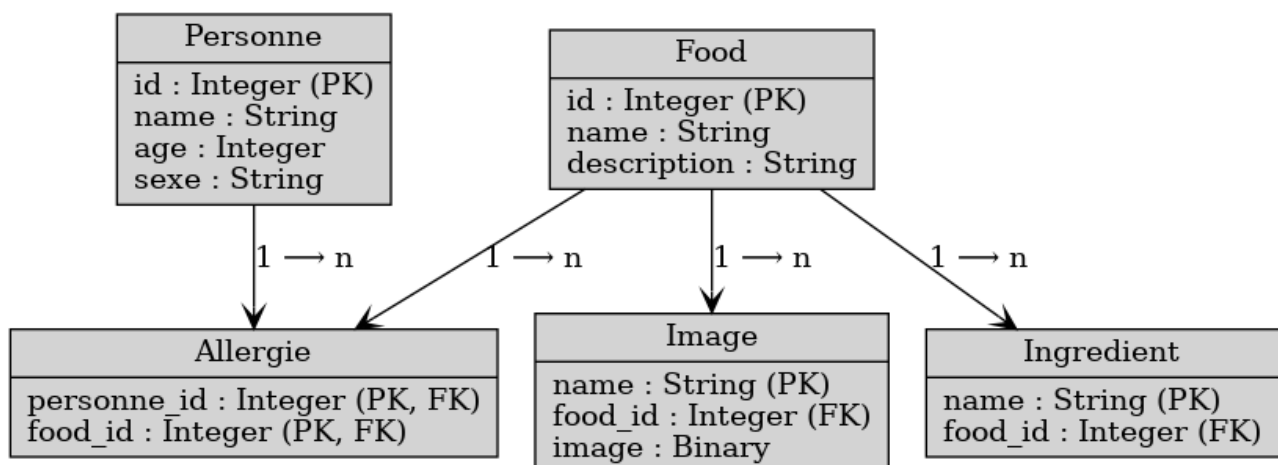 Personne
id : Integer (PK)
name : String
age : Integer
sexe : String
Food
id : Integer (PK)
name : String
description : String
1 ⟶ n
1 ⟶ n
1 ⟶ n
1 ⟶ n
Allergie
personne_id : Integer (PK, FK)
food_id : Integer (PK, FK)
Image
name : String (PK)
food_id : Integer (FK)
image : Binary
Ingredient
name : String (PK)
food_id : Integer (FK)